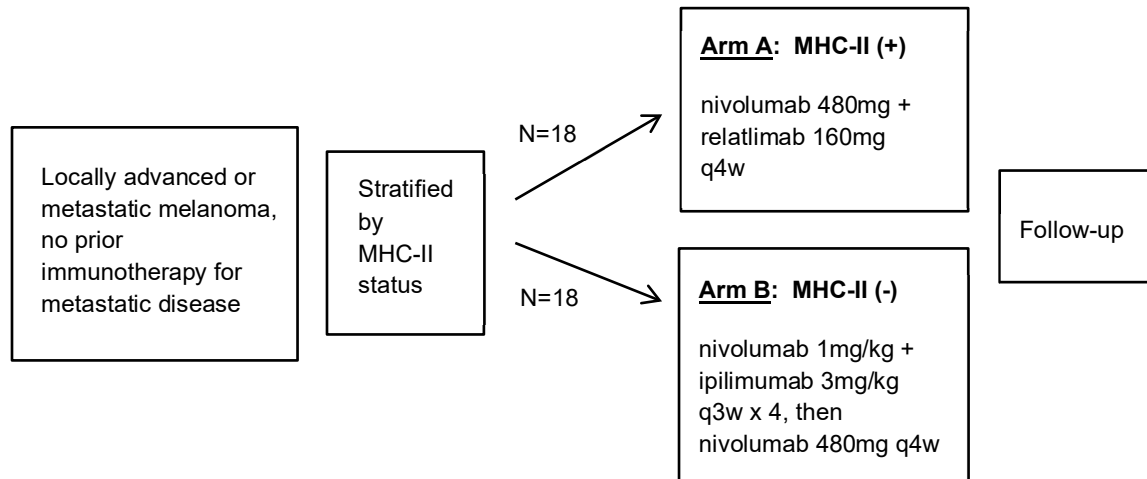 Locally advanced or
metastatic melanoma,
no prior
immunotherapy for
metastatic disease
Stratified
by
MHC-II
status
N=18
N=18
Arm A: MHC-II (+)
nivolumab 480mg +
relatlimab 160mg
q4w
Arm B: MHC-II (-)
nivolumab 1mg/kg +
ipilimumab 3mg/kg
q3w x 4, then
nivolumab 480mg q4w
Follow-up